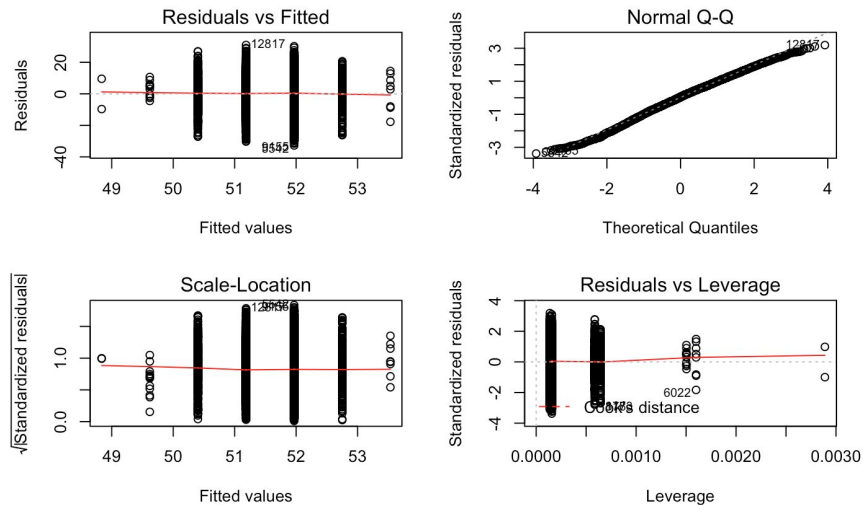 Residuals vs Fitted
Residuals
20
0
-40
12817
49
50
51
52
53
Fitted values
Normal Q-Q
Standardized residuals
3
1
-1
-3
12817
-4
-2
0
2
4
Theoretical Quantiles
Scale-Location
√|Standardized residuals|
1.0
0.0
49
50
51
52
53
Fitted values
Residuals vs Leverage
Standardized residuals
4
2
0
-2
-4
6022
Cook's distance
0.0000
0.0010
0.0020
0.0030
Leverage